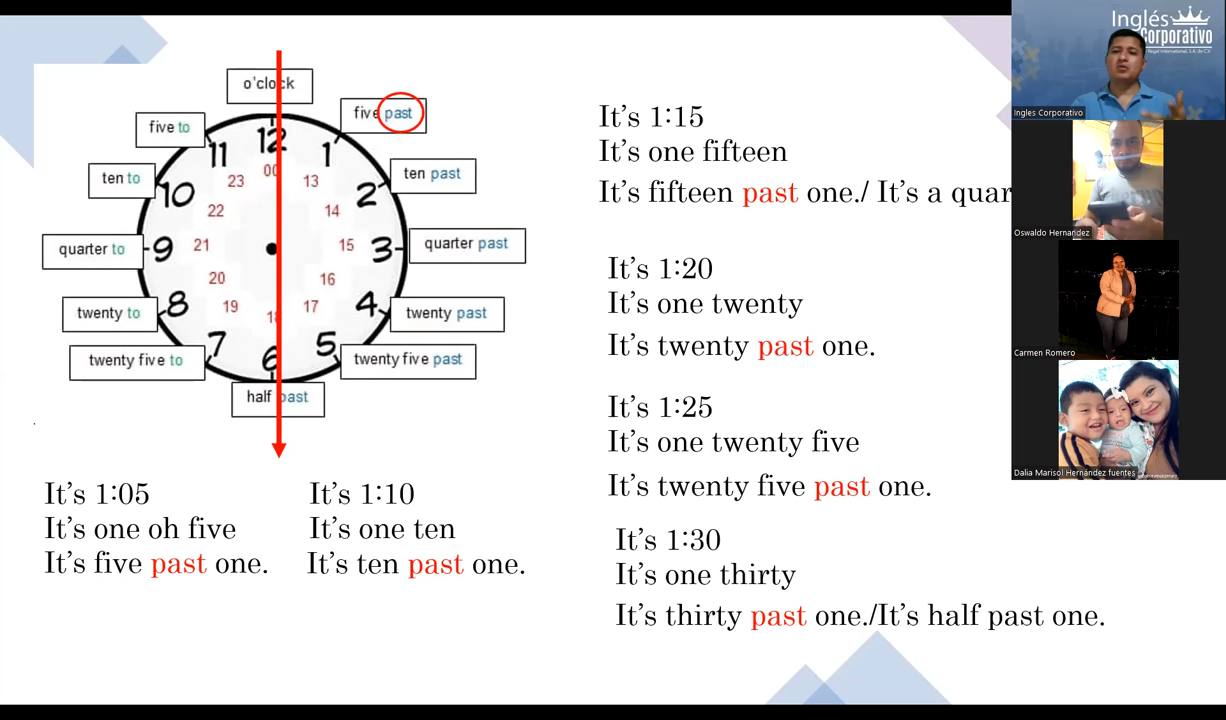 o'clock
five past
ten past
quarter past
twenty past
twenty five past
half past
twenty five to
twenty to
quarter to
ten to
five to
12
1
2
3
4
5
6
7
8
9
10
11
00
13
14
15
16
17
18
19
20
21
22
23
It's 1:05
It's one oh five
It's five past one.
It's 1:10
It's one ten
It's ten past one.
It's 1:15
It's one fifteen
It's fifteen past one./ It's a quar
It's 1:20
It's one twenty
It's twenty past one.
It's 1:25
It's one twenty five
It's twenty five past one.
It's 1:30
It's one thirty
It's thirty past one./It's half past one.
Inglés
Corporativo
Ingles Corporativo
Oswaldo Hernandez
Carmen Romero
Dalia Marisol Hernández fuentes